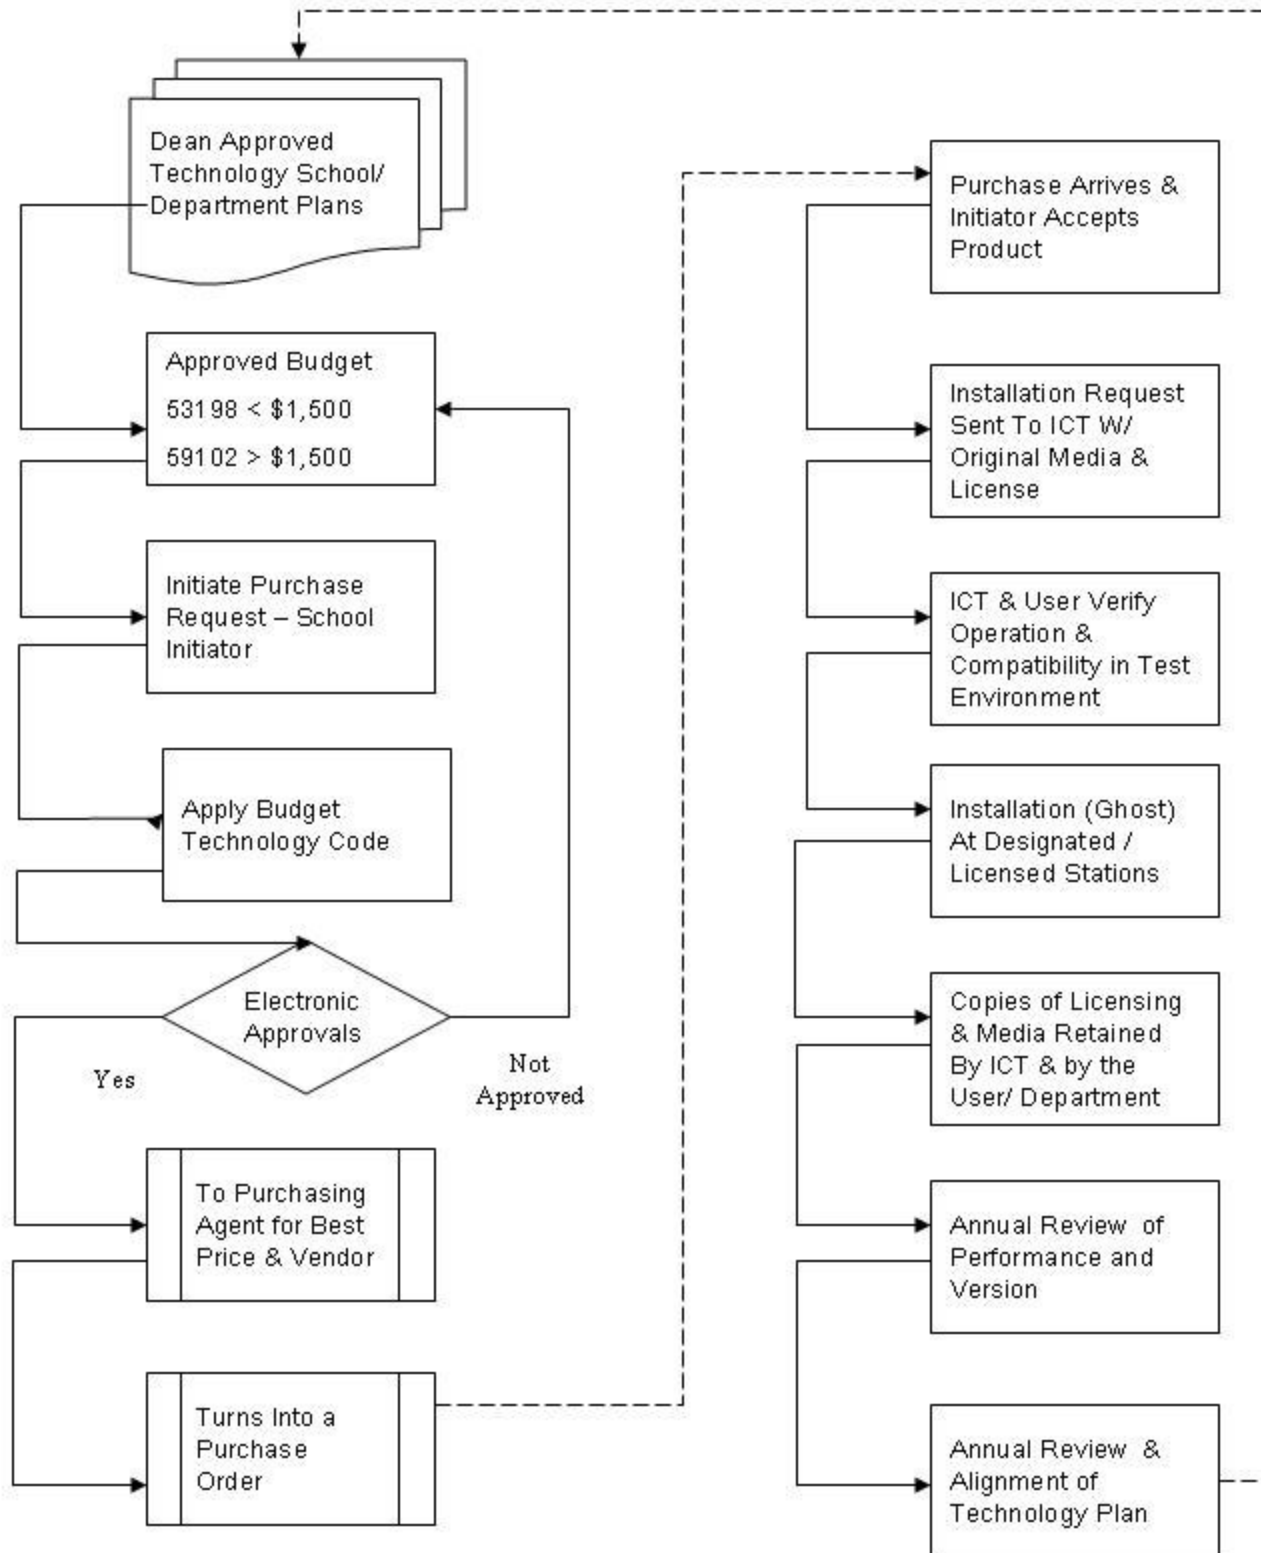 Dean Approved
Technology School/
Department Plans
Approved Budget
53198 < $1,500
59102 > $1,500
Initiate Purchase
Request – School
Initiator
Apply Budget
Technology Code
Electronic
Approvals
Yes
Not
Approved
To Purchasing
Agent for Best
Price & Vendor
Turns Into a
Purchase
Order
Purchase Arrives &
Initiator Accepts
Product
Installation Request
Sent To ICT W/
Original Media &
License
ICT & User Verify
Operation &
Compatibility in Test
Environment
Installation (Ghost)
At Designated /
Licensed Stations
Copies of Licensing
& Media Retained
By ICT & by the
User/ Department
Annual Review of
Performance and
Version
Annual Review &
Alignment of
Technology Plan